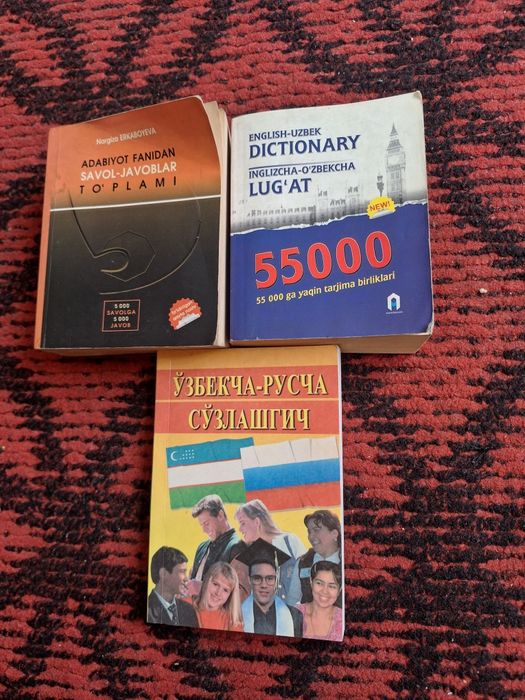 Nargiza ERKABOYEVA
ADABIYOT FANIDAN
SAVOL-JAVOBLAR
TO'PLAMI
5 000
SAVOLGA
5 000
JAVOB
ENGLISH-UZBEK
DICTIONARY
INGLIZCHA-O'ZBEKCHA
LUG'AT
NEW!
55000
55 000 ga yaqin tarjima birliklari
ЎЗБЕКЧА-РУСЧА
СЎЗЛАШГИЧ